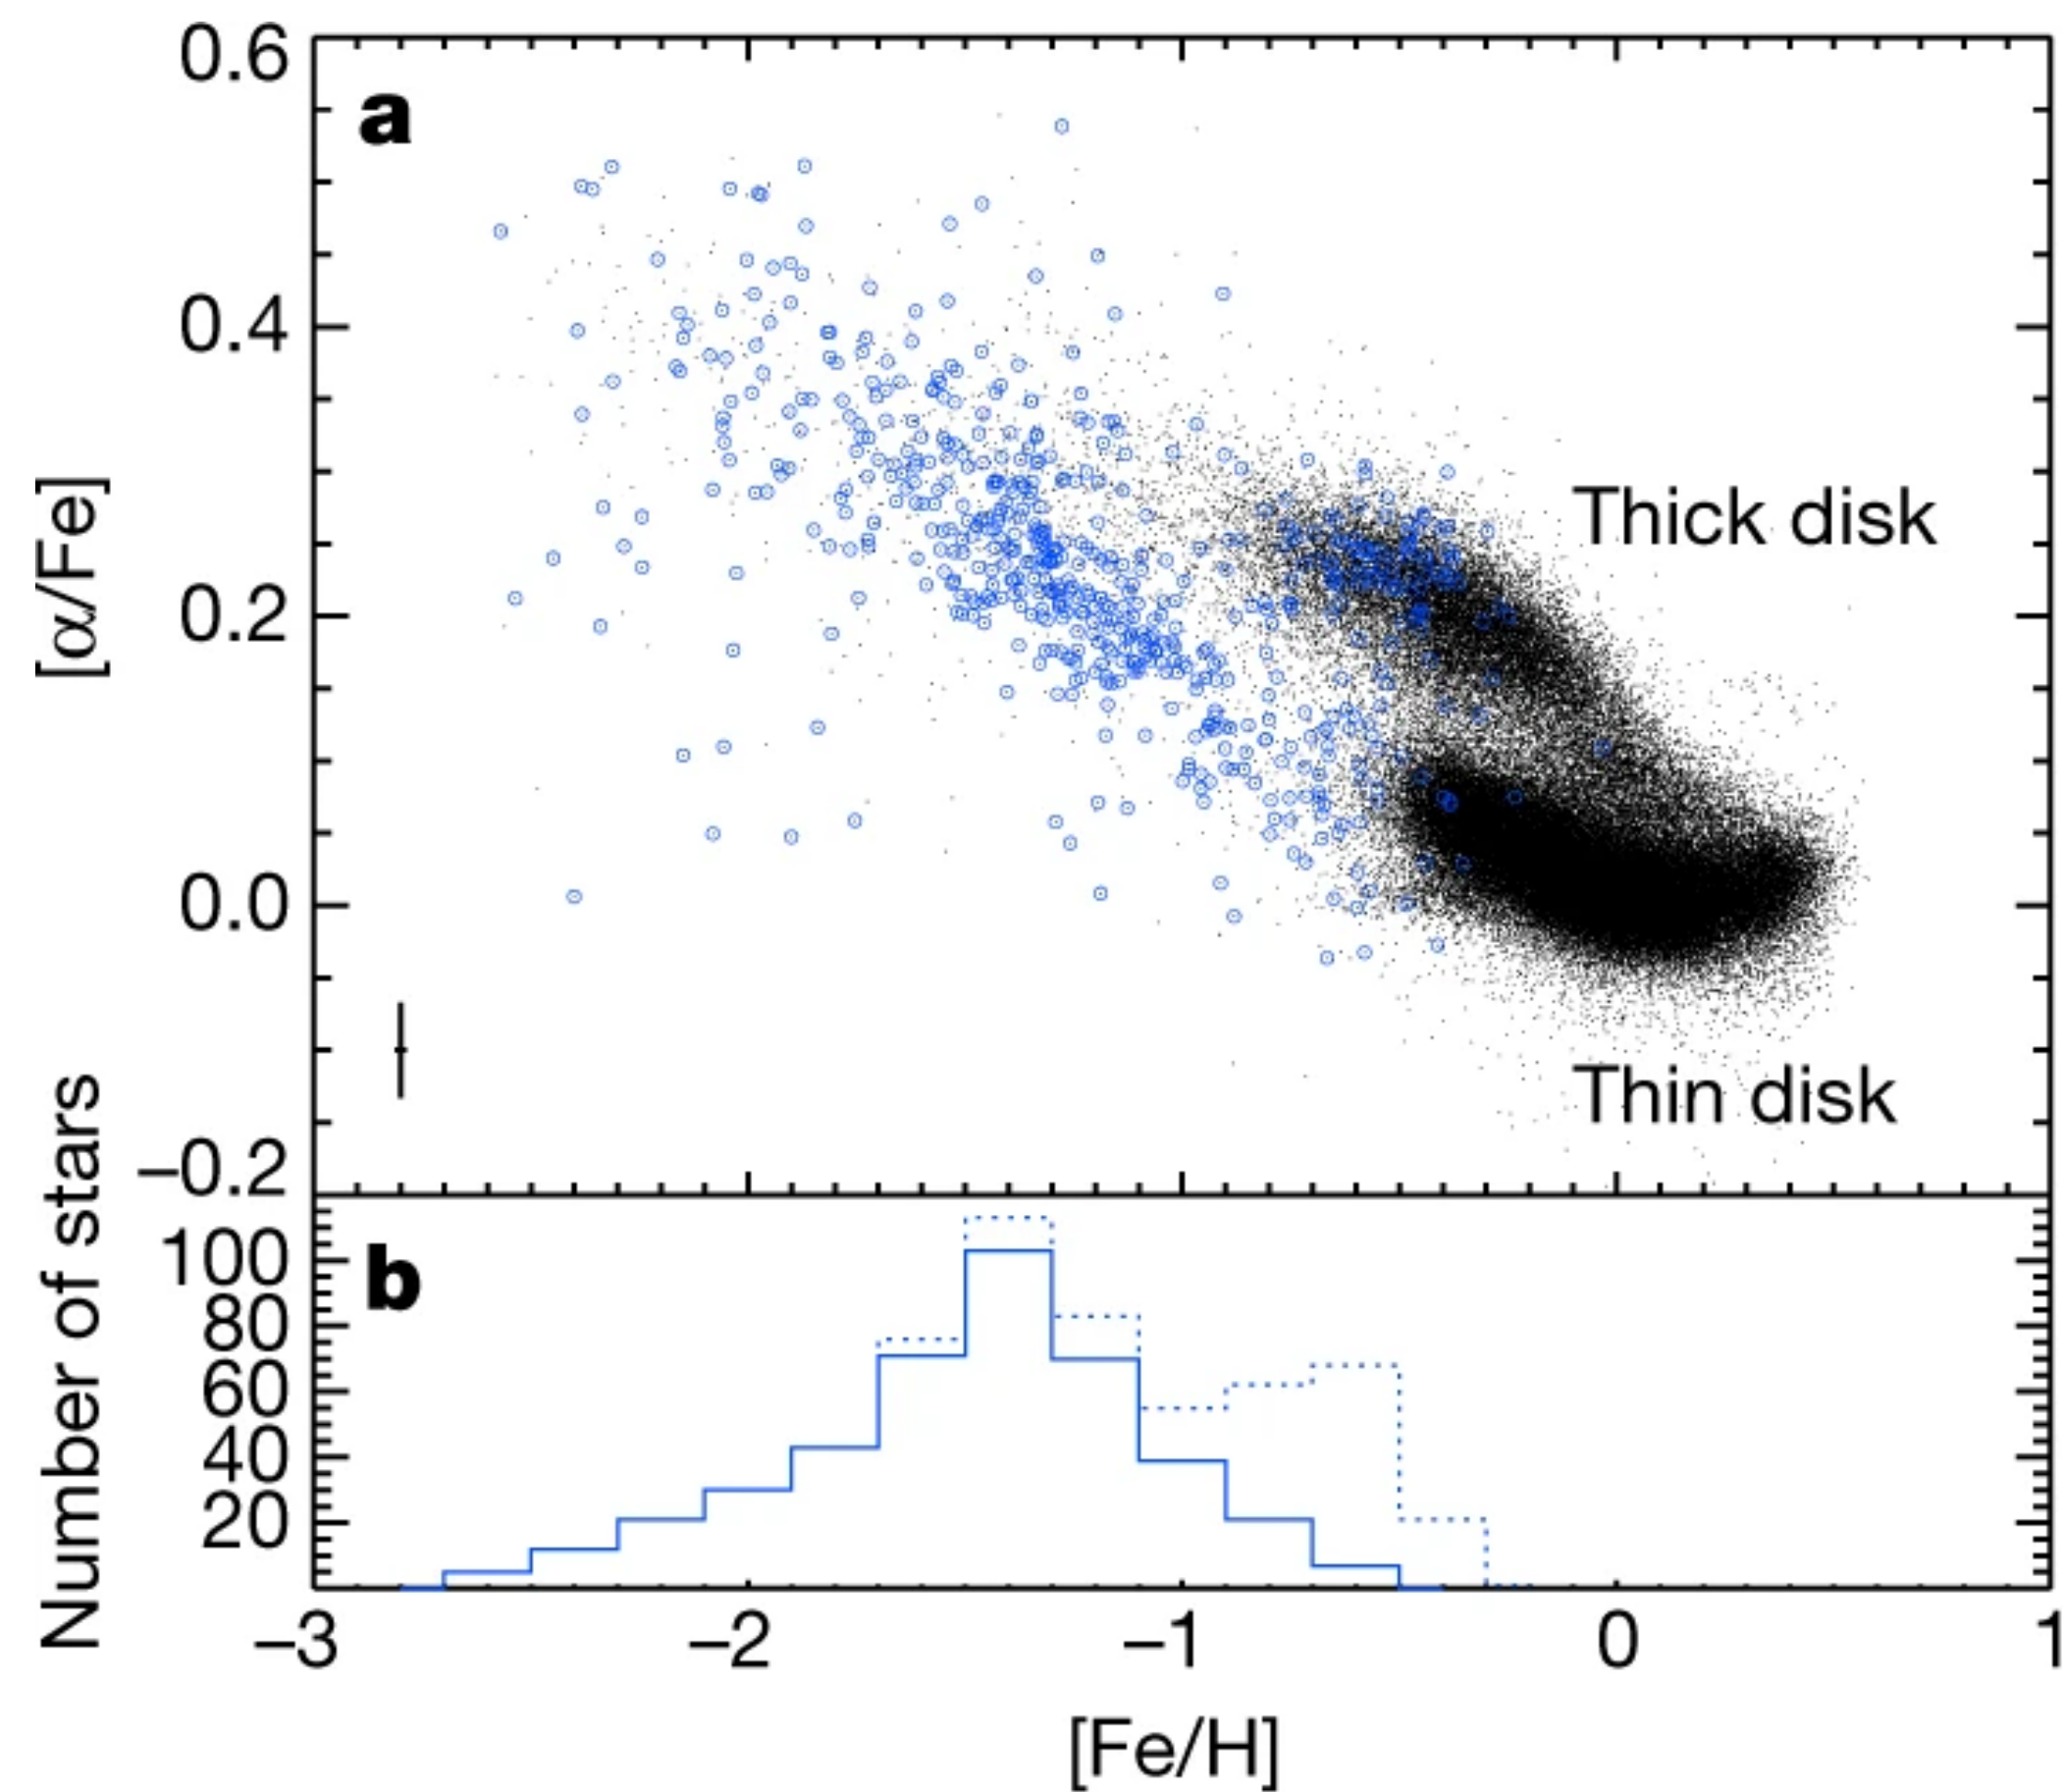 0.6
a
0.4
[α/Fe]
Thick disk
0.2
0.0
Thin disk
–0.2
Number of stars
b
100
80
60
40
20
–3 –2 –1 0 1
[Fe/H]